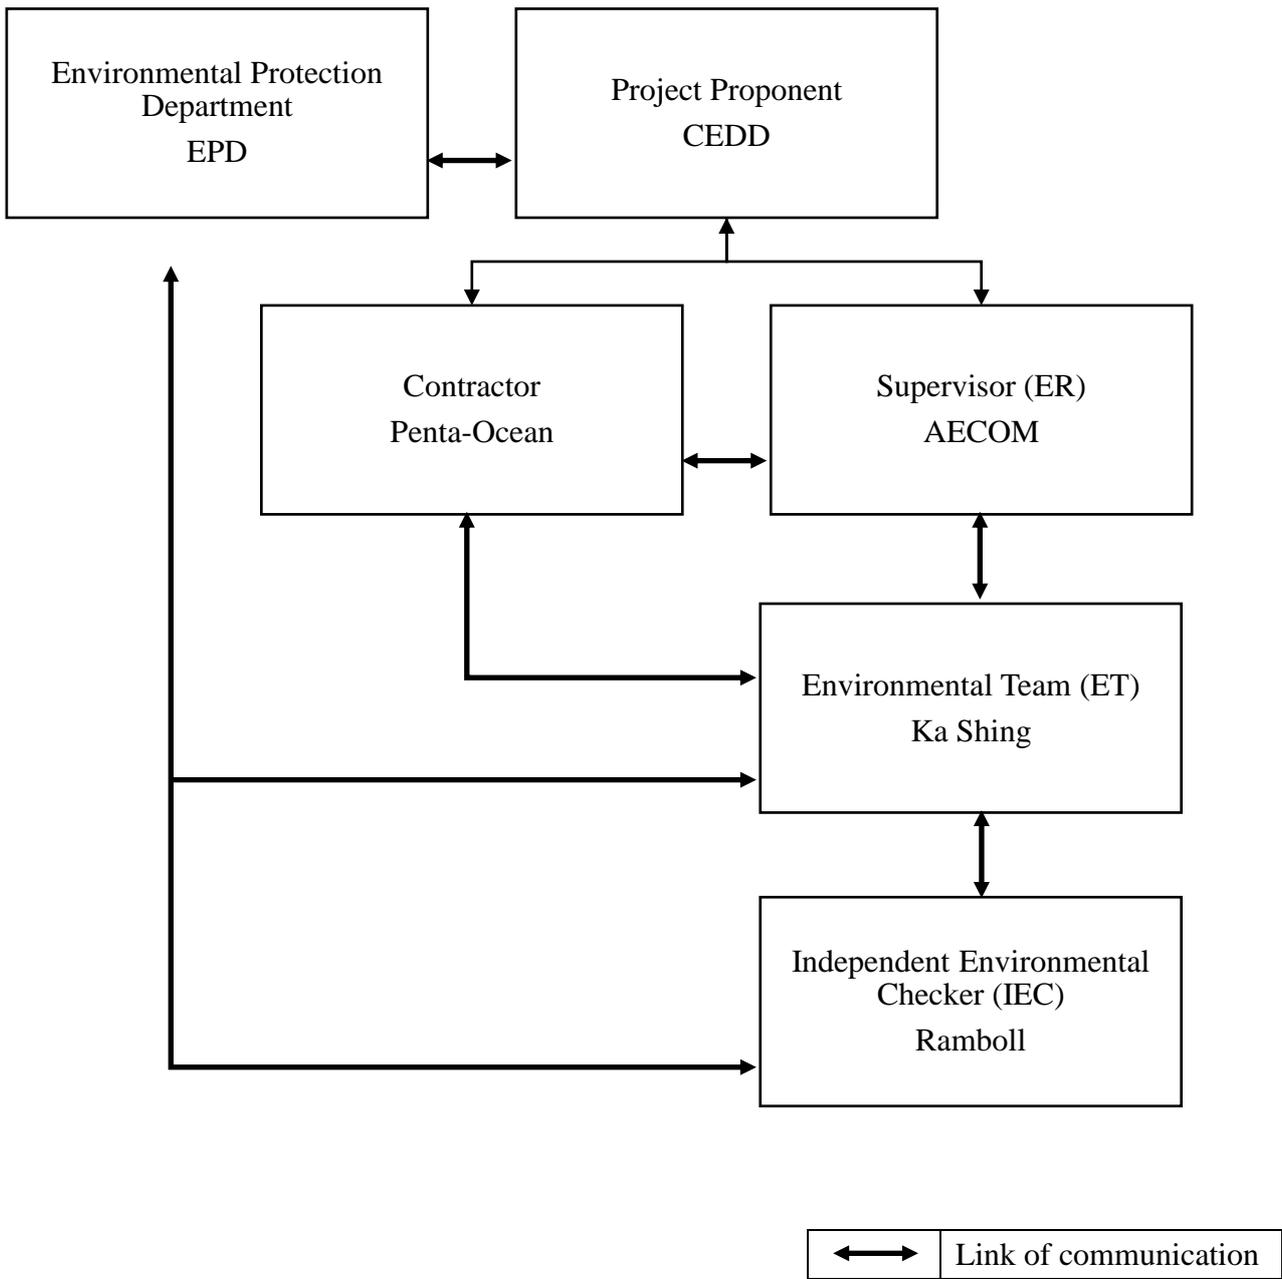 Environmental Protection
Department
EPD
Project Proponent
CEDD
Contractor
Penta-Ocean
Supervisor (ER)
AECOM
Environmental Team (ET)
Ka Shing
Independent Environmental
Checker (IEC)
Ramboll
Link of communication